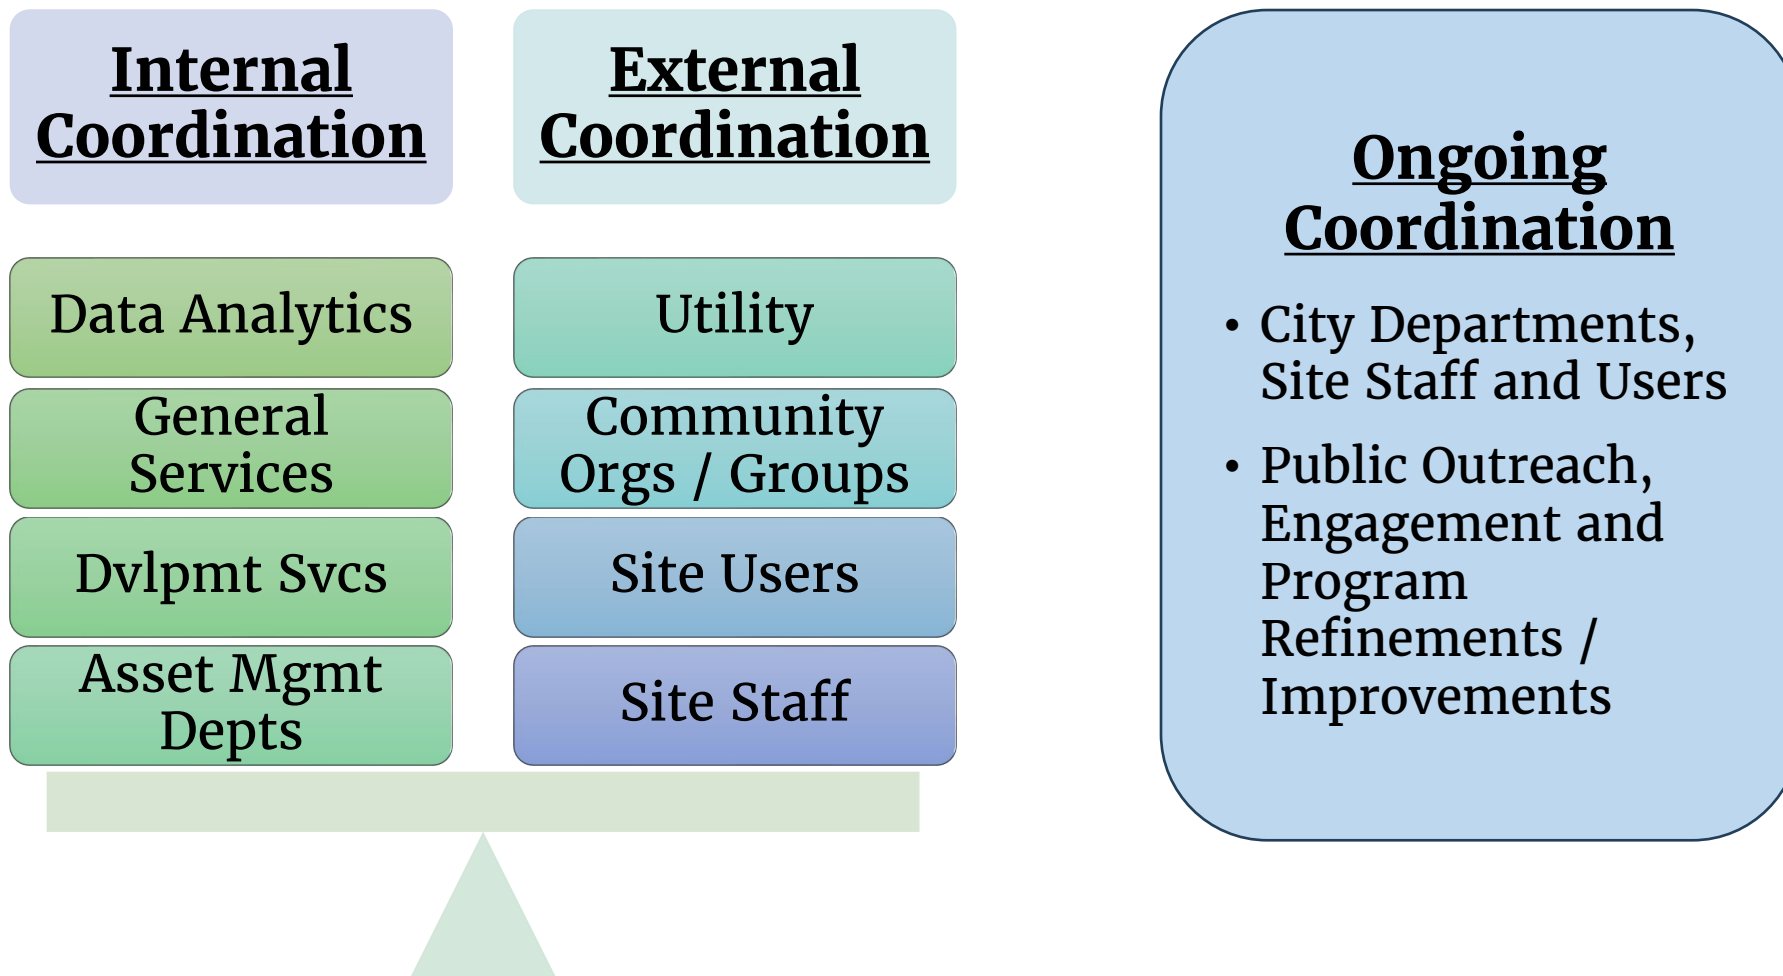 Internal
Coordination
Data Analytics
General
Services
Dvlpmt Svcs
Asset Mgmt
Depts
External
Coordination
Utility
Community
Orgs / Groups
Site Users
Site Staff
Ongoing
Coordination
• City Departments,
Site Staff and Users
• Public Outreach,
Engagement and
Program
Refinements /
Improvements